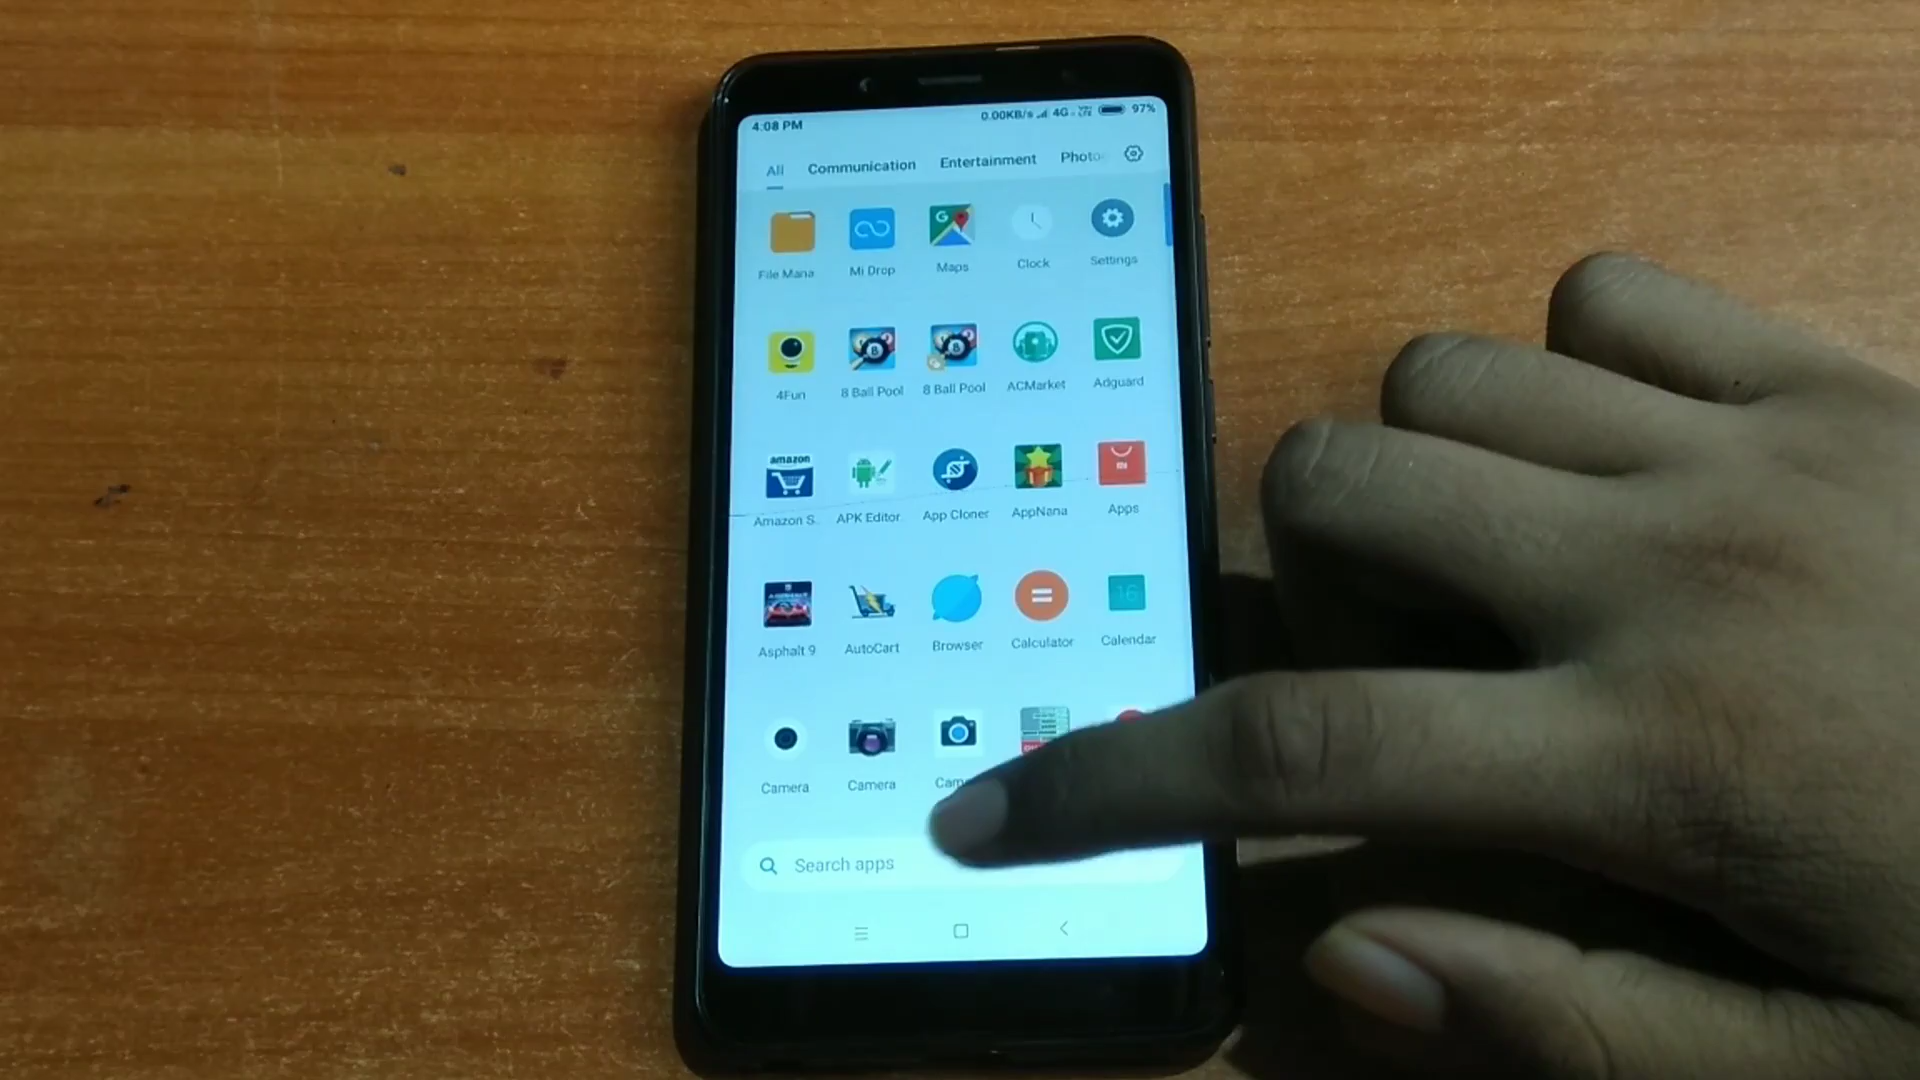 4:08 PM 0.00KB/s 4G 97%
All Communication Entertainment Photo
File Mana Mi Drop Maps Clock Settings
4Fun 8 Ball Pool 8 Ball Pool ACMarket Adguard
amazon
Amazon S.. APK Editor App Cloner AppNana Apps
16
Asphalt 9 AutoCart Browser Calculator Calendar
Camera Camera Came
Search apps